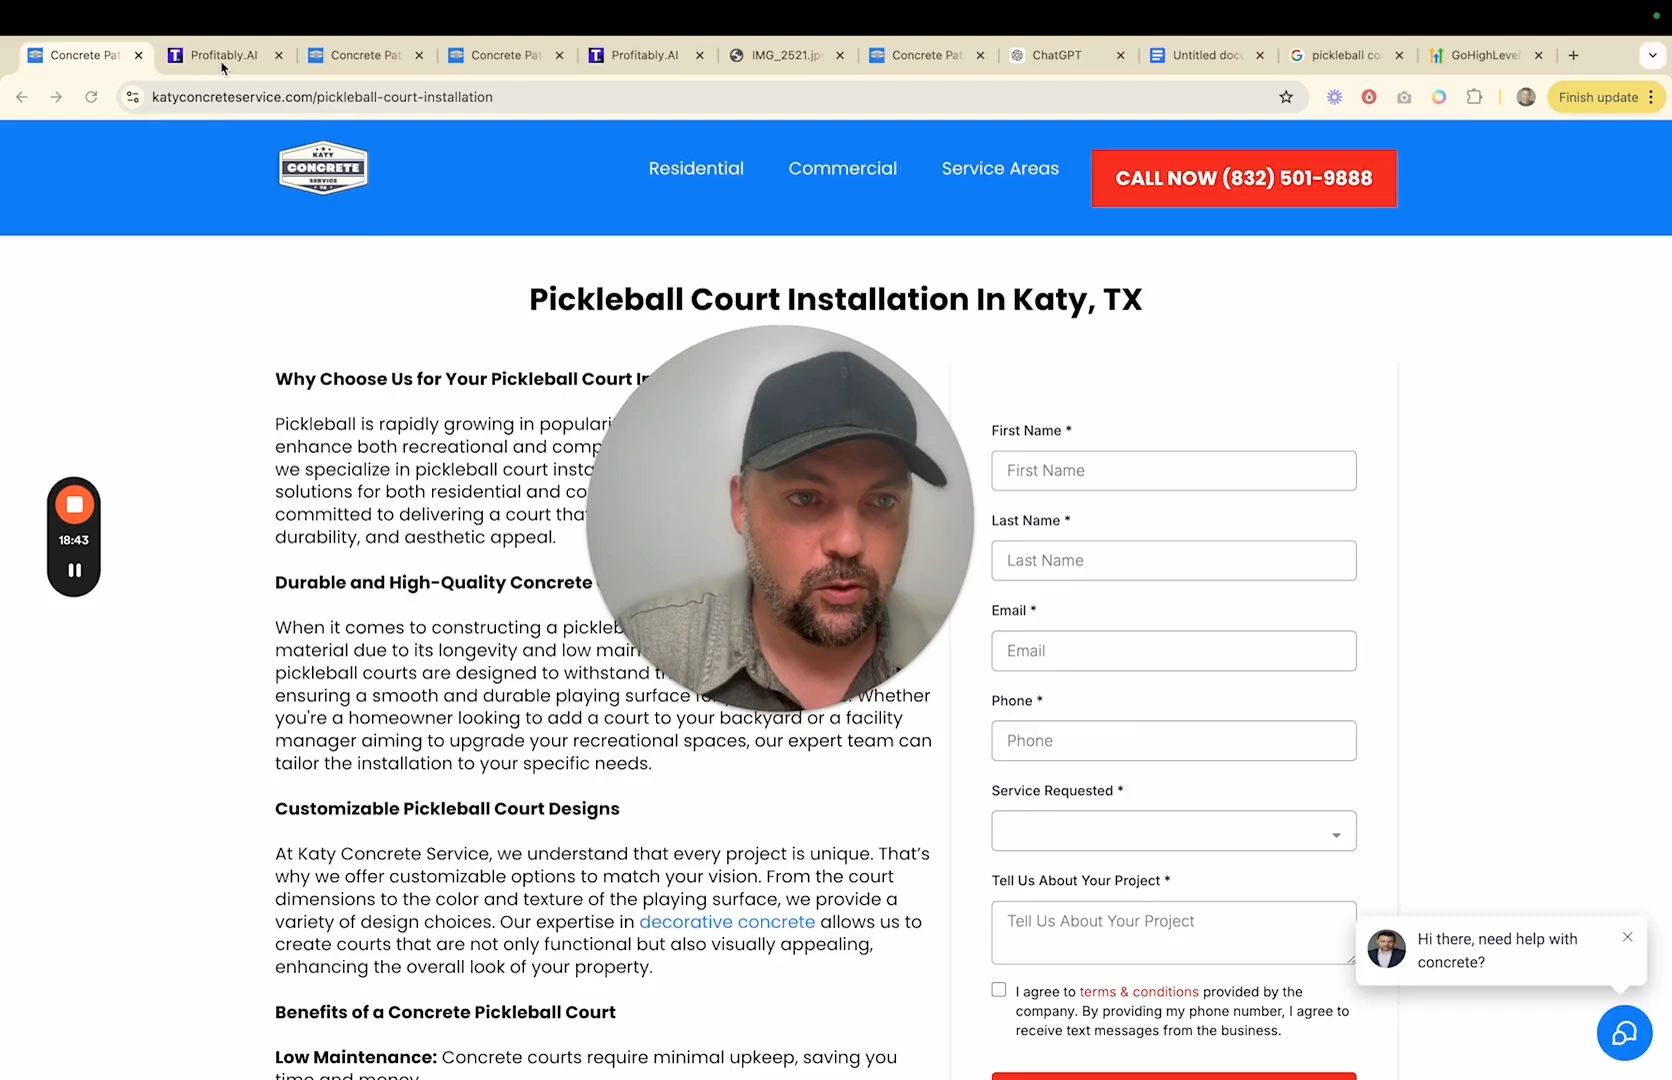 Concrete Pat
Profitably.AI
Concrete Pat
Concrete Pat
Profitably.AI
IMG_2521.jp
Concrete Pat
ChatGPT
Untitled doc
pickleball co
GoHighLevel
katyconcreteservice.com/pickleball-court-installation
Finish update
KATY
CONCRETE
SERVICE
Residential
Commercial
Service Areas
CALL NOW (832) 501-9888
Pickleball Court Installation In Katy, TX
Why Choose Us for Your Pickleball Court In
Pickleball is rapidly growing in populari
enhance both recreational and comp
we specialize in pickleball court insta
solutions for both residential and co
committed to delivering a court tha
durability, and aesthetic appeal.
Durable and High-Quality Concrete
When it comes to constructing a pickleb
material due to its longevity and low main
pickleball courts are designed to withstand
ensuring a smooth and durable playing surface Whether
you're a homeowner looking to add a court to your backyard or a facility
manager aiming to upgrade your recreational spaces, our expert team can
tailor the installation to your specific needs.
Customizable Pickleball Court Designs
At Katy Concrete Service, we understand that every project is unique. That's
why we offer customizable options to match your vision. From the court
dimensions to the color and texture of the playing surface, we provide a
variety of design choices. Our expertise in decorative concrete allows us to
create courts that are not only functional but also visually appealing,
enhancing the overall look of your property.
Benefits of a Concrete Pickleball Court
Low Maintenance: Concrete courts require minimal upkeep, saving you
time and money.
First Name *
First Name
Last Name *
Last Name
Email *
Email
Phone *
Phone
Service Requested *
Tell Us About Your Project *
Tell Us About Your Project
I agree to terms & conditions provided by the
company. By providing my phone number, I agree to
receive text messages from the business.
Hi there, need help with
concrete?
18:43